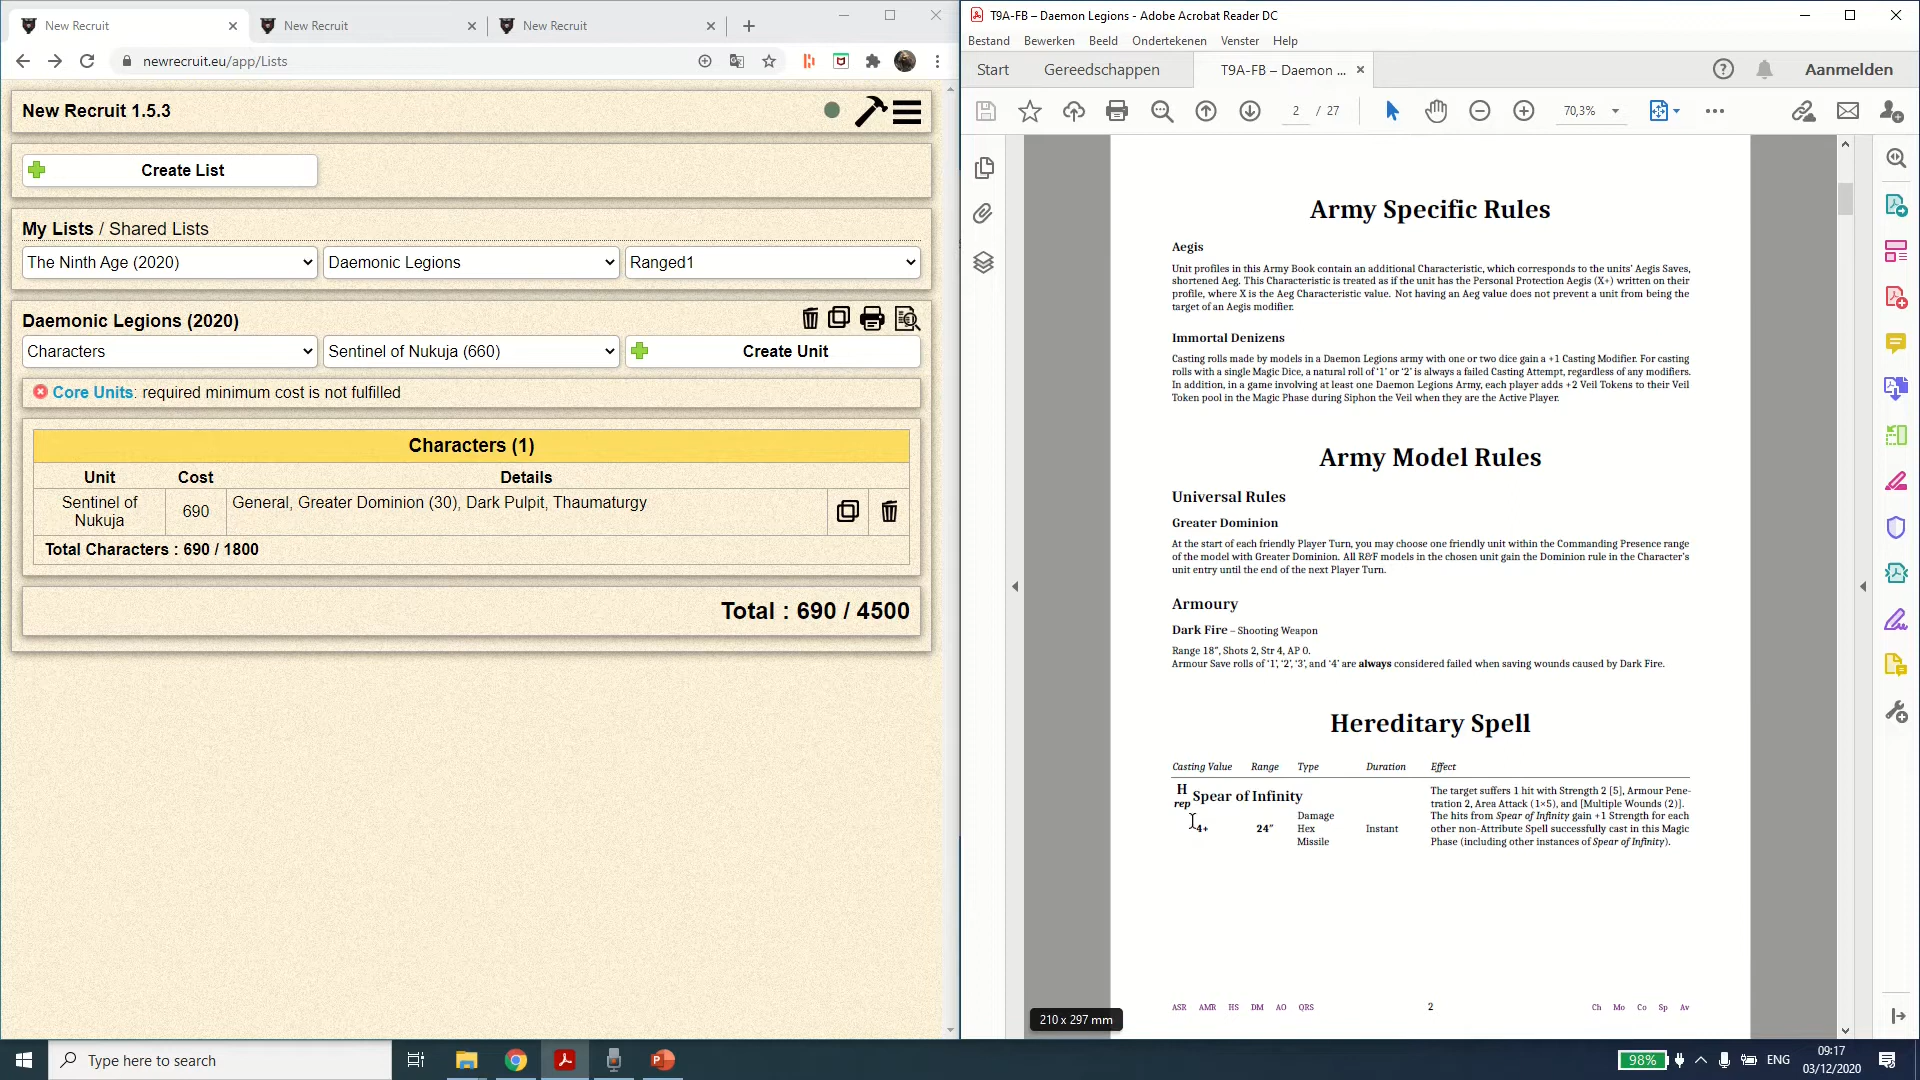 New Recruit
New Recruit
New Recruit
newrecruit.eu/app/Lists
New Recruit 1.5.3
Create List
My Lists / Shared Lists
The Ninth Age (2020)
Daemonic Legions
Ranged1
Daemonic Legions (2020)
Characters
Sentinel of Nukuja (660)
Create Unit
Core Units: required minimum cost is not fulfilled
Characters (1)
Unit Cost Details
Sentinel of Nukuja
690
General, Greater Dominion (30), Dark Pulpit, Thaumaturgy
Total Characters : 690 / 1800
Total : 690 / 4500
T9A-FB – Daemon Legions - Adobe Acrobat Reader DC
Bestand Bewerken Beeld Ondertekenen Venster Help
Start Gereedschappen T9A-FB – Daemon ... Aanmelden
2 / 27
70,3%
Army Specific Rules
Aegis
Unit profiles in this Army Book contain an additional Characteristic, which corresponds to the units' Aegis Saves,
shortened Aeg. This Characteristic is treated as if the unit has the Personal Protection Aegis (X+) written on their
profile, where X is the Aeg Characteristic value. Not having an Aeg value does not prevent a unit from being the
target of an Aegis modifier.
Immortal Denizens
Casting rolls made by models in a Daemon Legions army with one or two dice gain a +1 Casting Modifier. For casting
rolls with a single Magic Dice, a natural roll of '1' or '2' is always a failed Casting Attempt, regardless of any modifiers.
In addition, in a game involving at least one Daemon Legions Army, each player adds +2 Veil Tokens to their Veil
Token pool in the Magic Phase during Siphon the Veil when they are the Active Player.
Army Model Rules
Universal Rules
Greater Dominion
At the start of each friendly Player Turn, you may choose one friendly unit within the Commanding Presence range
of the model with Greater Dominion. All R&F models in the chosen unit gain the Dominion rule in the Character's
unit entry until the end of the next Player Turn.
Armoury
Dark Fire – Shooting Weapon
Range 18″, Shots 2, Str 4, AP 0.
Armour Save rolls of '1', '2', '3', and '4' are always considered failed when saving wounds caused by Dark Fire.
Hereditary Spell
Casting Value Range Type Duration Effect
H
rep
Spear of Infinity
4+
24″
Damage
Hex
Missile
Instant
The target suffers 1 hit with Strength 2 [5], Armour Pene-
tration 2, Area Attack (1×5), and [Multiple Wounds (2)].
The hits from Spear of Infinity gain +1 Strength for each
other non-Attribute Spell successfully cast in this Magic
Phase (including other instances of Spear of Infinity).
ASR AMR HS DM AO QRS
2
Ch Mo Co Sp Av
210 x 297 mm
Type here to search
98%
ENG
09:17
03/12/2020